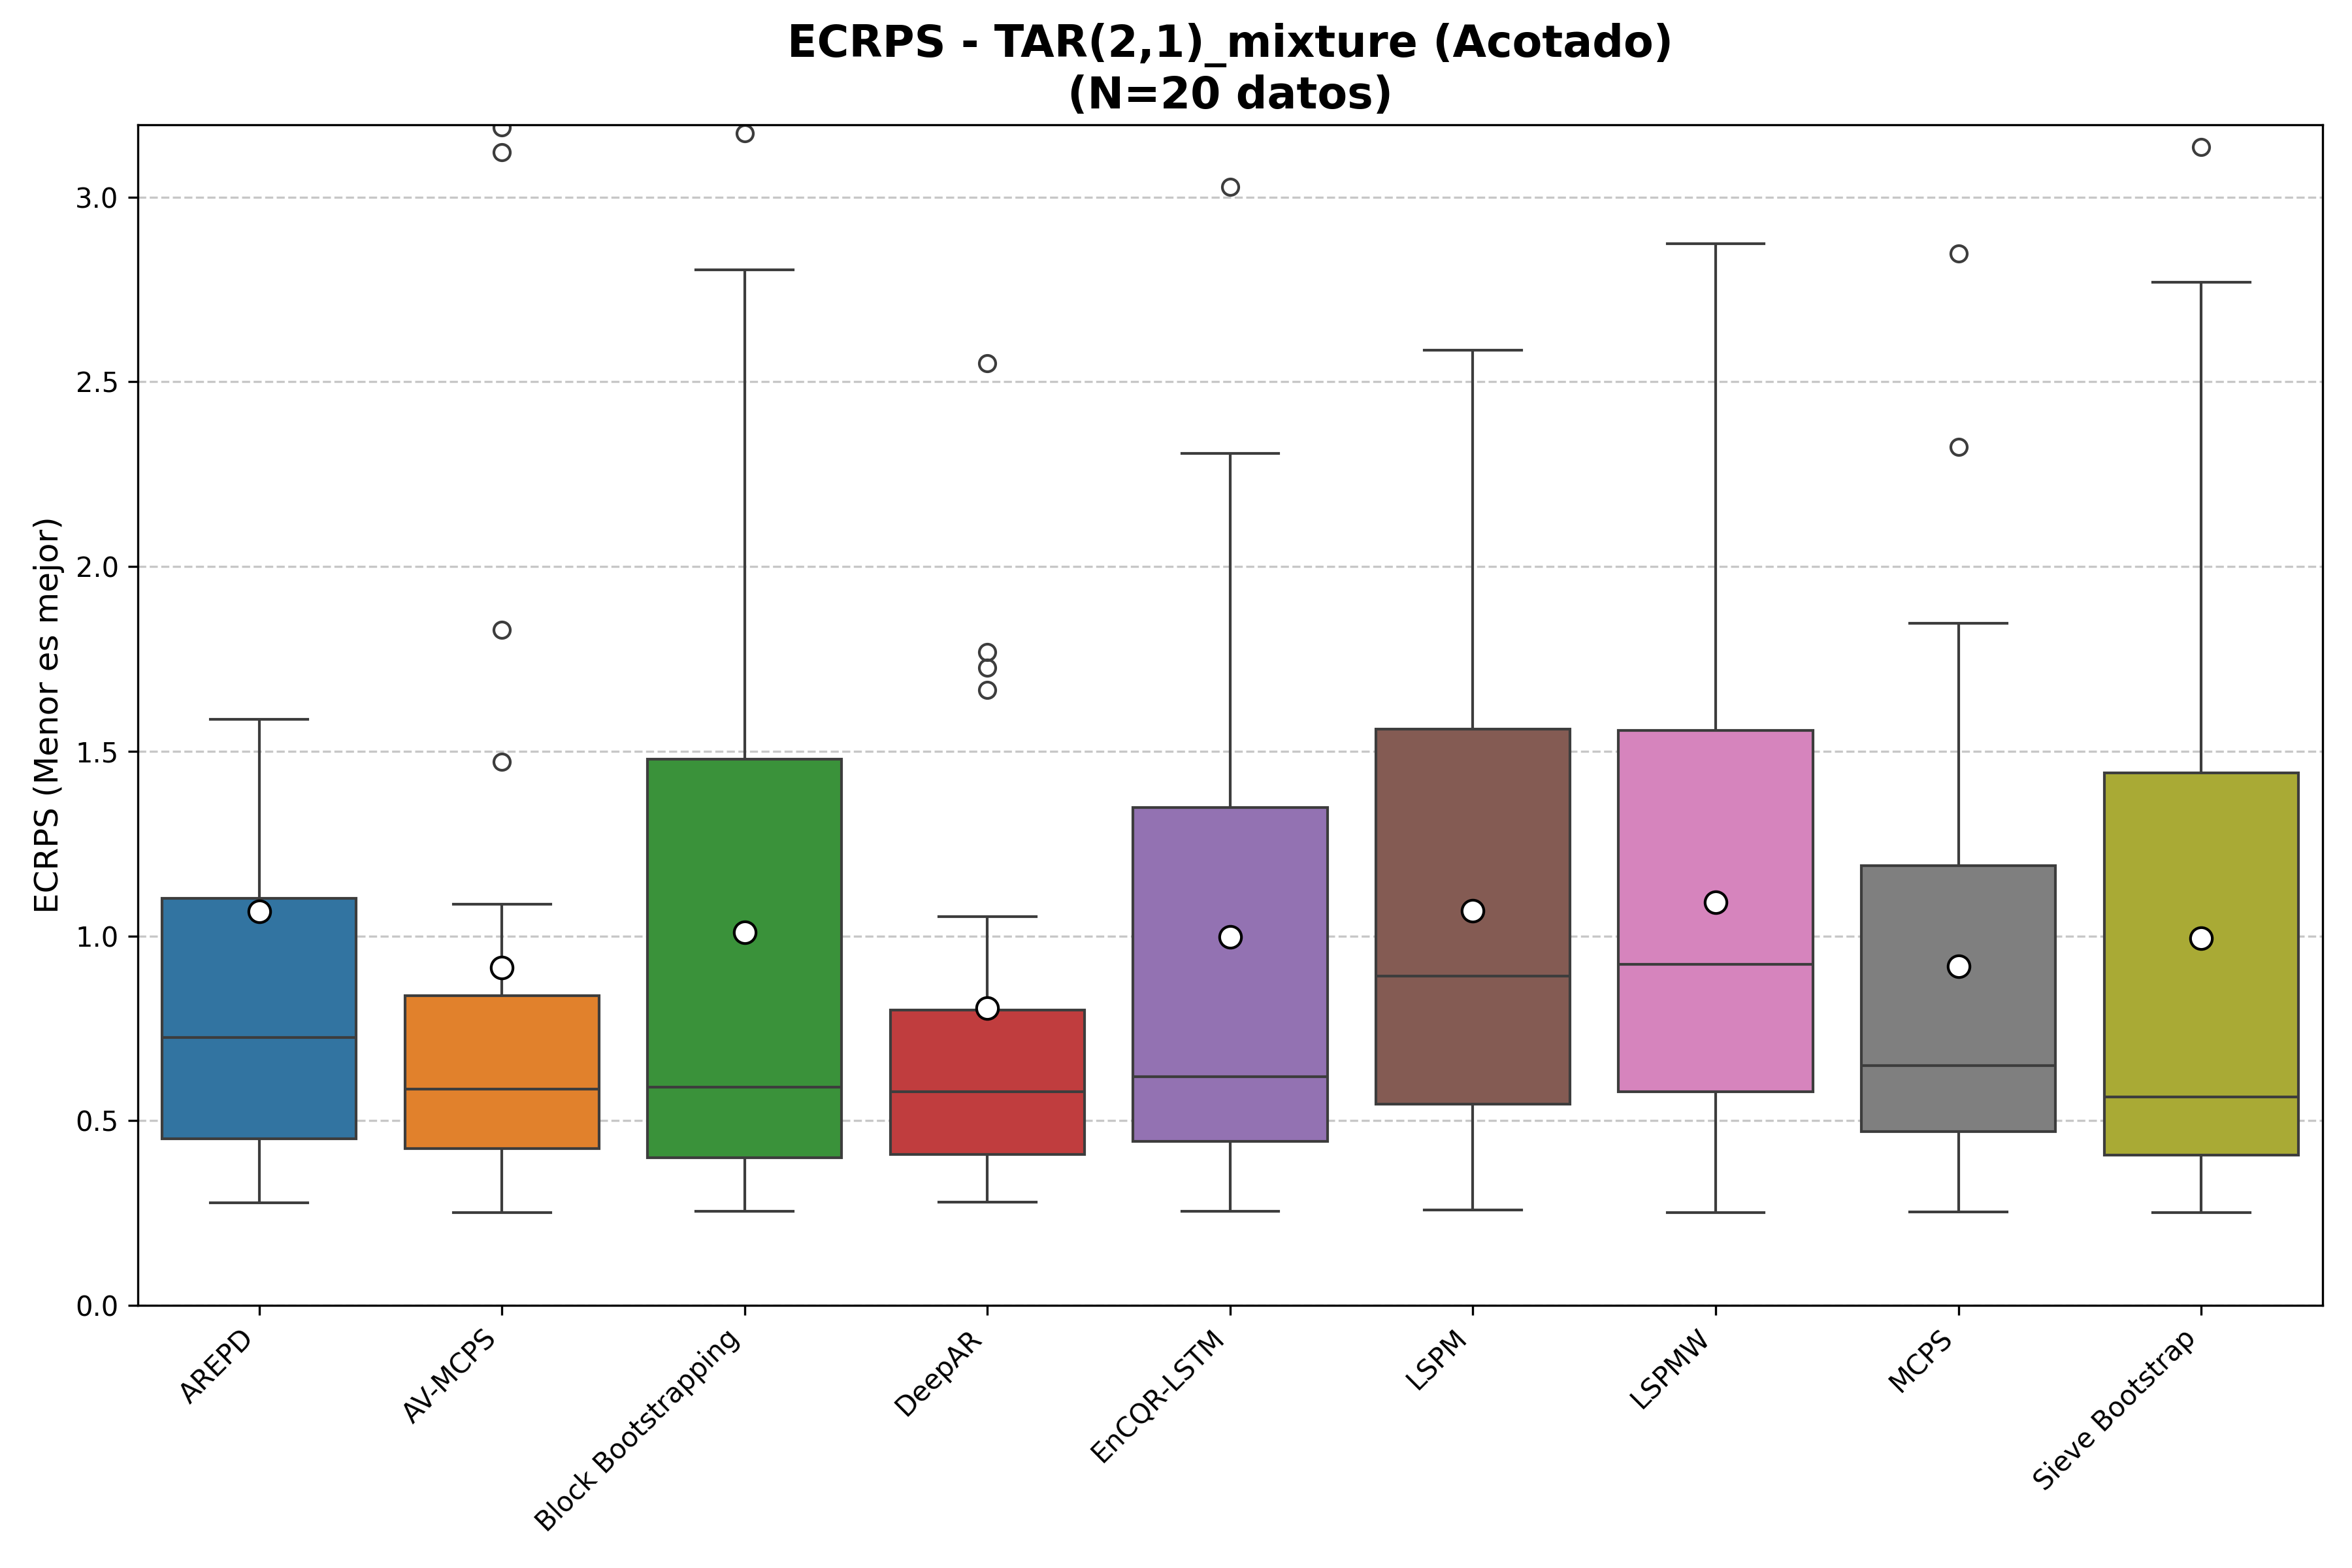 ECRPS - TAR(2,1)_mixture (Acotado)
(N=20 datos)
ECRPS (Menor es mejor)
3.0
2.5
2.0
1.5
1.0
0.5
0.0
AREPD
AV-MCPS
Block Bootstrapping
DeepAR
EnCQR-LSTM
LSPM
LSPMW
MCPS
Sieve Bootstrap